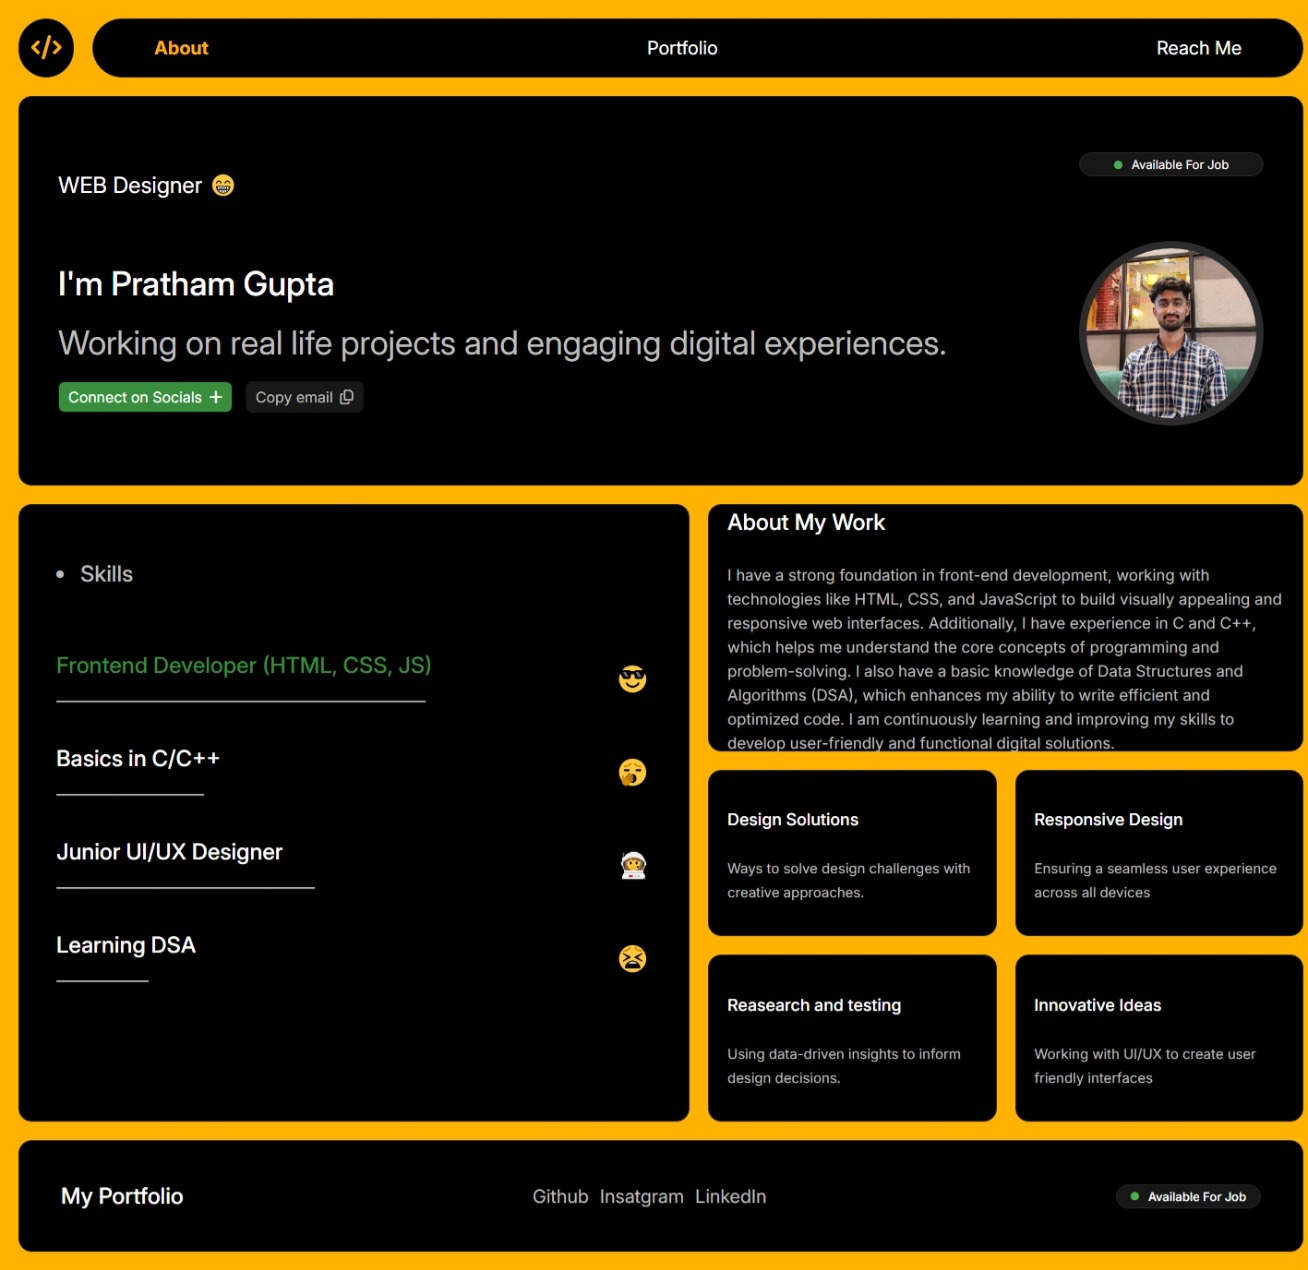 </>
About
Portfolio
Reach Me
WEB Designer 😁
Available For Job
I'm Pratham Gupta
Working on real life projects and engaging digital experiences.
Connect on Socials +
Copy email
• Skills
Frontend Developer (HTML, CSS, JS)
Basics in C/C++
Junior UI/UX Designer
Learning DSA
About My Work
I have a strong foundation in front-end development, working with
technologies like HTML, CSS, and JavaScript to build visually appealing and
responsive web interfaces. Additionally, I have experience in C and C++,
which helps me understand the core concepts of programming and
problem-solving. I also have a basic knowledge of Data Structures and
Algorithms (DSA), which enhances my ability to write efficient and
optimized code. I am continuously learning and improving my skills to
develop user-friendly and functional digital solutions.
Design Solutions
Ways to solve design challenges with
creative approaches.
Responsive Design
Ensuring a seamless user experience
across all devices
Reasearch and testing
Using data-driven insights to inform
design decisions.
Innovative Ideas
Working with UI/UX to create user
friendly interfaces
My Portfolio
Github Insatgram LinkedIn
Available For Job